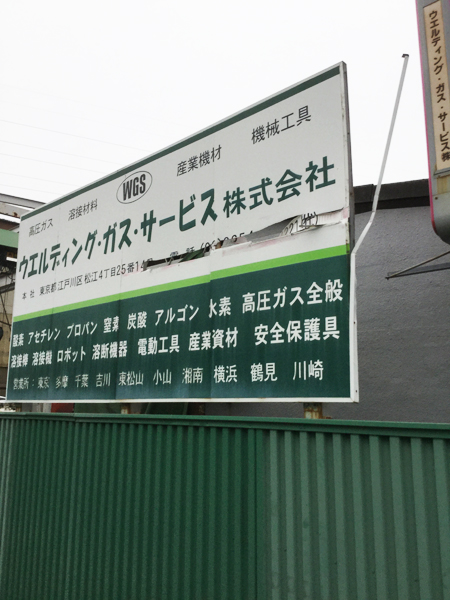 高圧ガス 溶接材料 WGS 産業機材 機械工具
ウエルディング・ガス・サービス株式会社
本社 東京都江戸川区松江4丁目25番
酸素 アセチレン プロパン 窒素 炭酸 アルゴン 水素 高圧ガス全般
溶接棒 溶接機 ロボット 溶断機器 電動工具 産業資材 安全保護具
営業所：東京 多摩 千葉 吉川 東松山 小山 湘南 横浜 鶴見 川崎
ウエルディング・ガス・サービス㈱